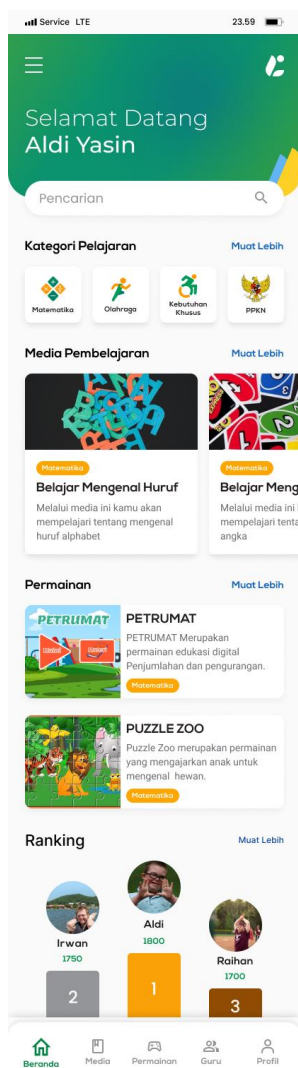 Service LTE 23.59
Selamat Datang
Aldi Yasin
Pencarian
Kategori Pelajaran Muat Lebih
Matematika
Olahraga
Kebutuhan
Khusus
PPKN
Media Pembelajaran Muat Lebih
Matematika
Belajar Mengenal Huruf
Melalui media ini kamu akan
mempelajari tentang mengenal
huruf alphabet
Matematika
Belajar Meng
Melalui media ini
mempelajari tenta
angka
Permainan Muat Lebih
PETRUMAT
PETRUMAT
PETRUMAT Merupakan
permainan edukasi digital
Penjumlahan dan pengurangan.
Matematika
PUZZLE ZOO
Puzzle Zoo merupakan permainan
yang mengajarkan anak untuk
mengenal hewan.
Matematika
Ranking Muat Lebih
Irwan
1750
2
Aldi
1800
1
Raihan
1700
3
Beranda Media Permainan Guru Profil